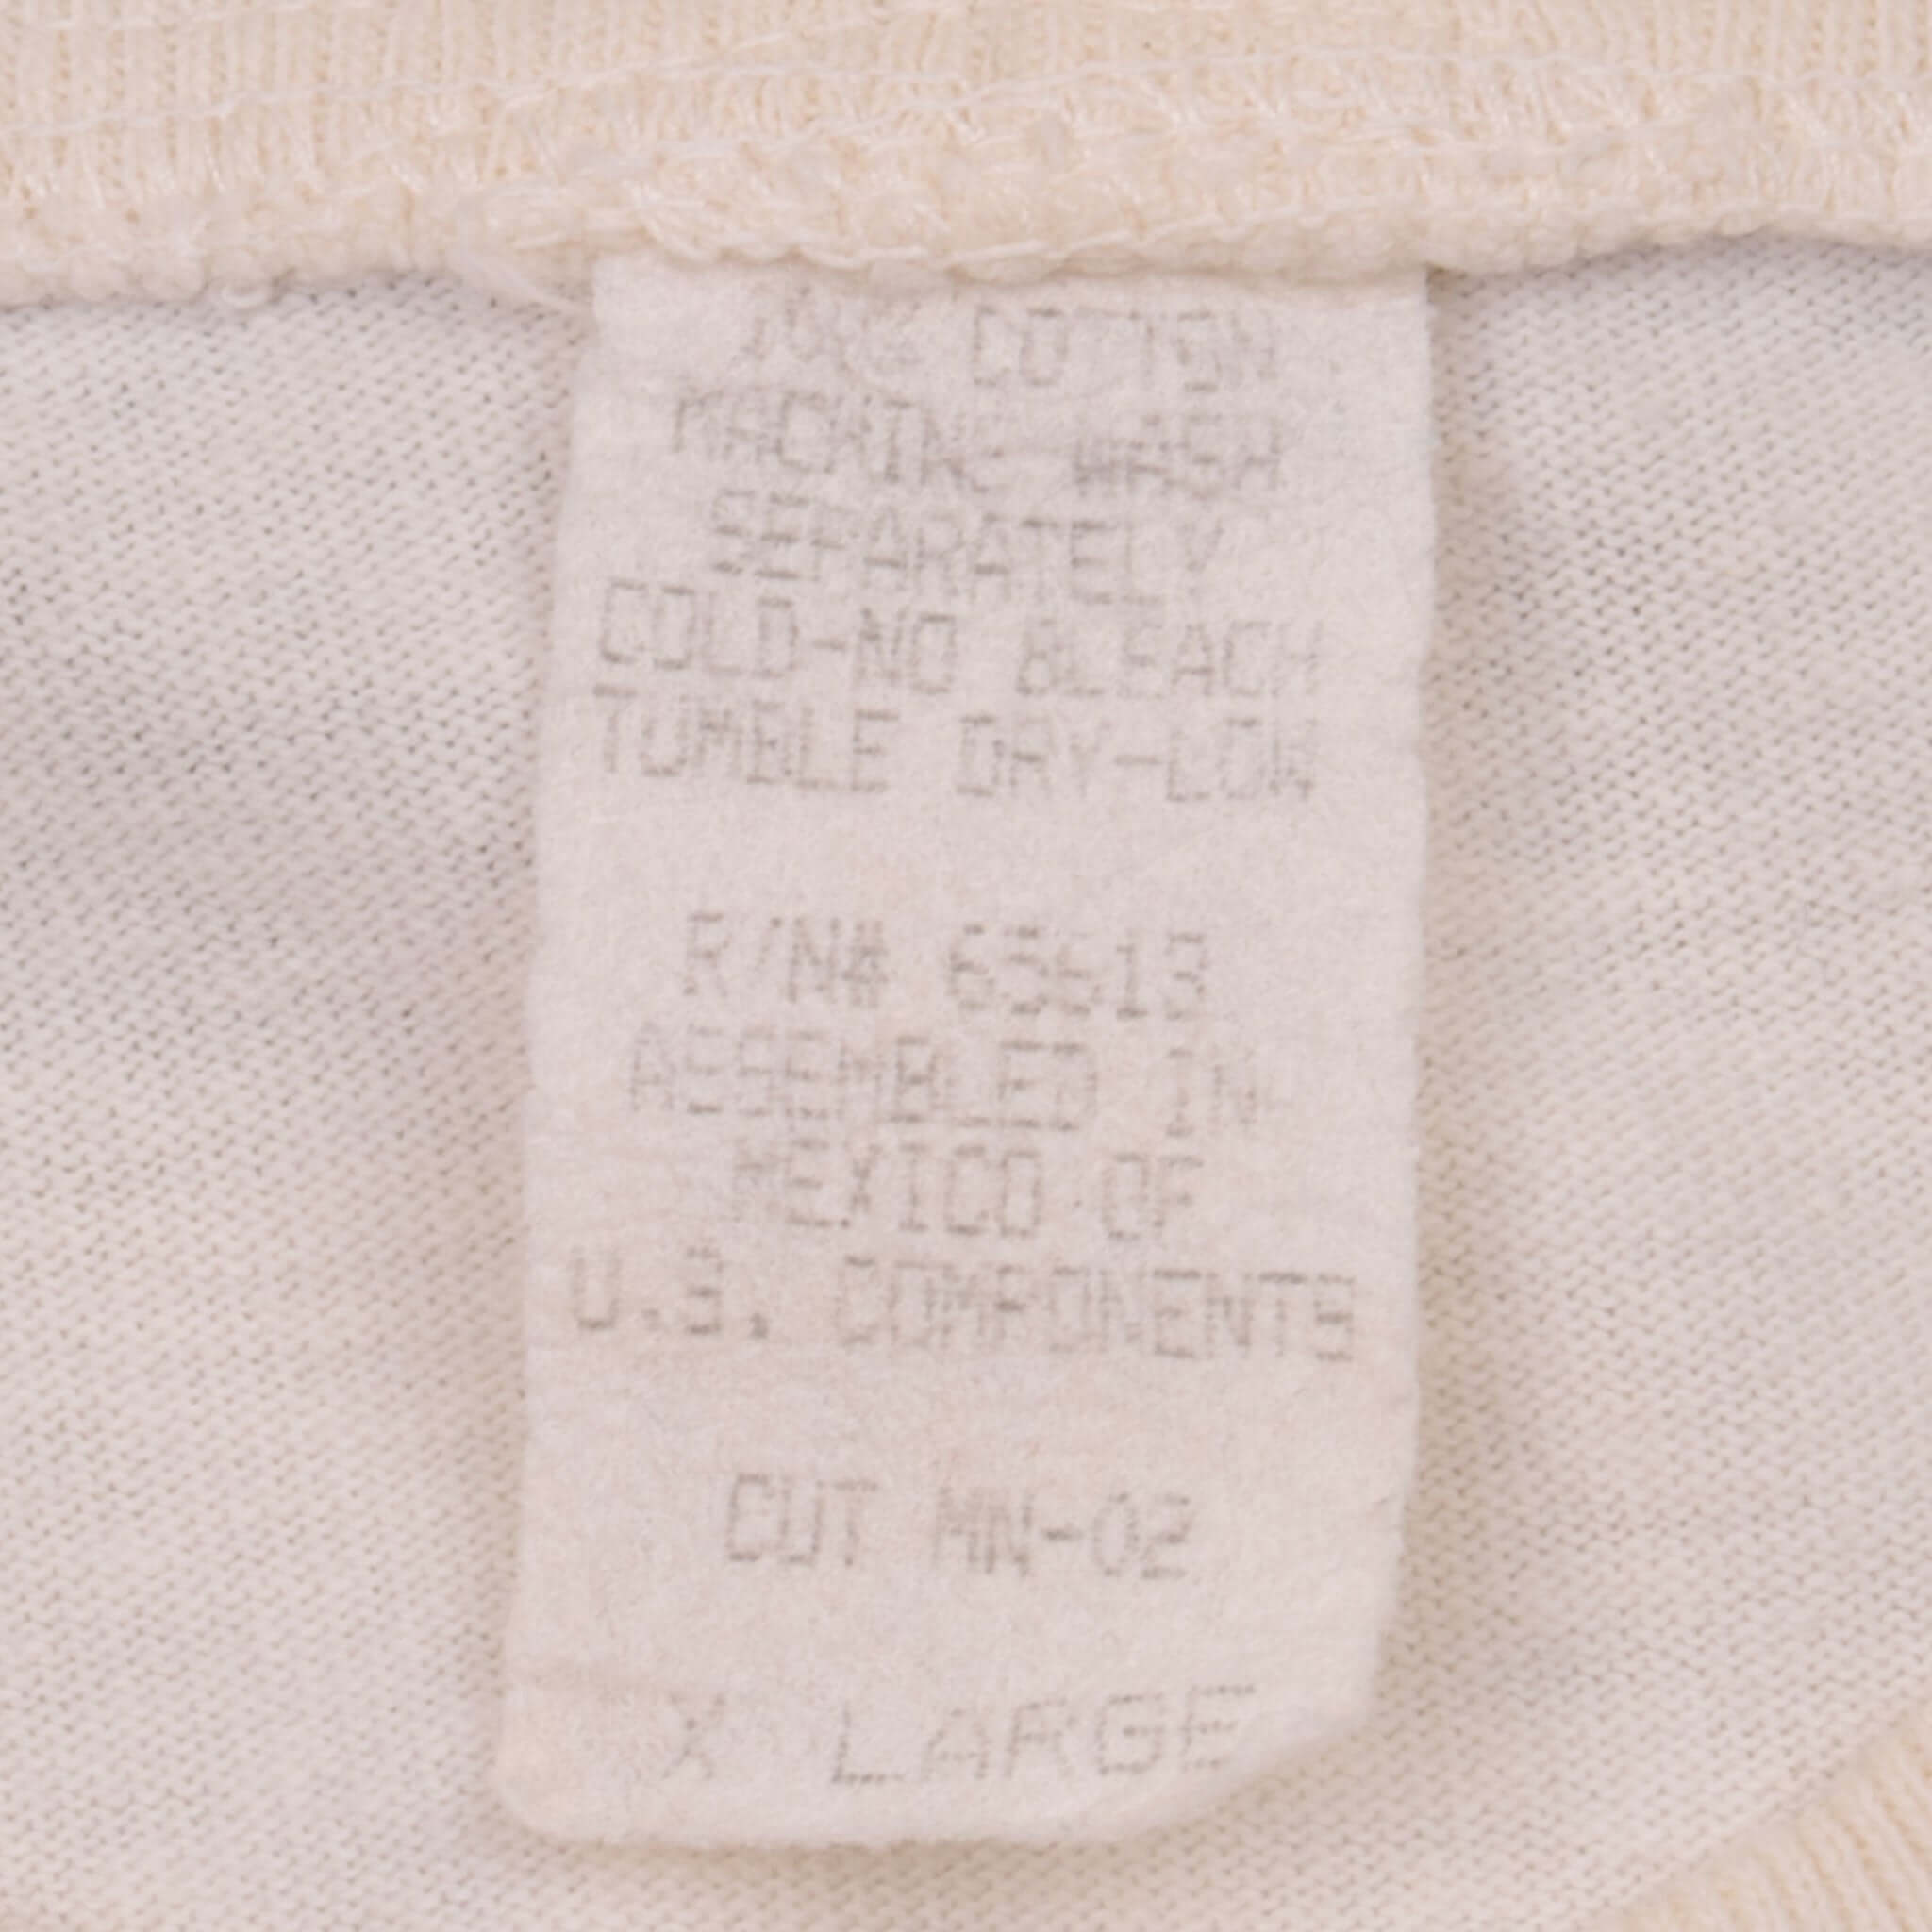 100% COTTON
MACHINE WASH
SEPARATELY
COLD-NO BLEACH
TUMBLE DRY-LOW
R/N# 65613
ASSEMBLED IN
MEXICO OF
U.S. COMPONENTS
CUT MN-02
X LARGE